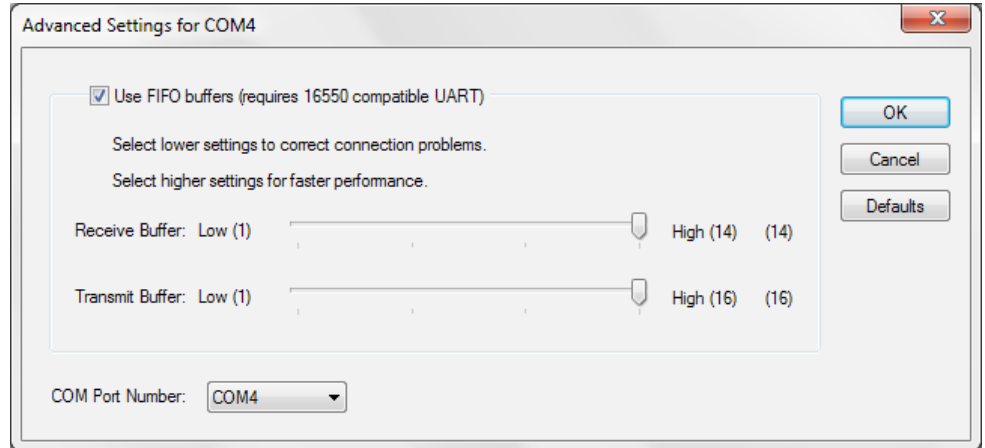 Advanced Settings for COM4
Use FIFO buffers (requires 16550 compatible UART)
OK
Select lower settings to correct connection problems.
Cancel
Select higher settings for faster performance.
Defaults
Receive Buffer: Low (1) High (14) (14)
Transmit Buffer: Low (1) High (16) (16)
COM Port Number: COM4